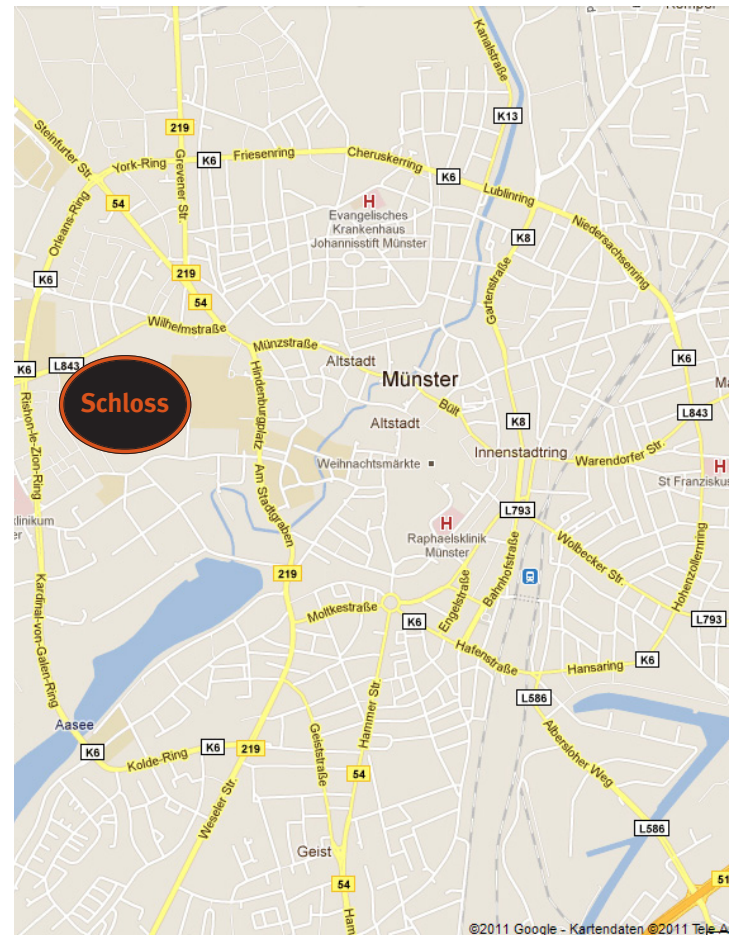 Kanalstraße
K13
Steinfurter Str.
219
York-Ring
K6
Friesenring
Cheruskerring
K6
Lublinring
Grevener Str.
54
Orleans-Ring
H
Evangelisches
Krankenhaus
Johannisstift Münster
K8
Niedersachsenring
K6
219
54
Gartenstraße
Wilhelmstraße
Münzstraße
Altstadt
K6
L843
K6
Münster
Schloss
Hindenburgplatz
Bült
L843
Altstadt
K8
Rishon-le-Zion-Ring
Innenstadtring
Warendorfer Str.
Weihnachtsmärkte
H
St Franziskus
Am Stadtgraben
L793
H
Raphaelsklinik
Münster
Wolbecker Str.
Hohenzollernring
219
Bahnhofstraße
Engelstraße
Kardinal-von-Galen-Ring
Moltkestraße
K6
L793
Hafenstraße
Hansaring
K6
L586
Aasee
Hammer Str.
Geiststraße
Albersloher Weg
K6
Kolde-Ring
K6
219
54
Weseler Str.
L586
Geist
54
51
©2011 Google - Kartendaten ©2011 Tele A